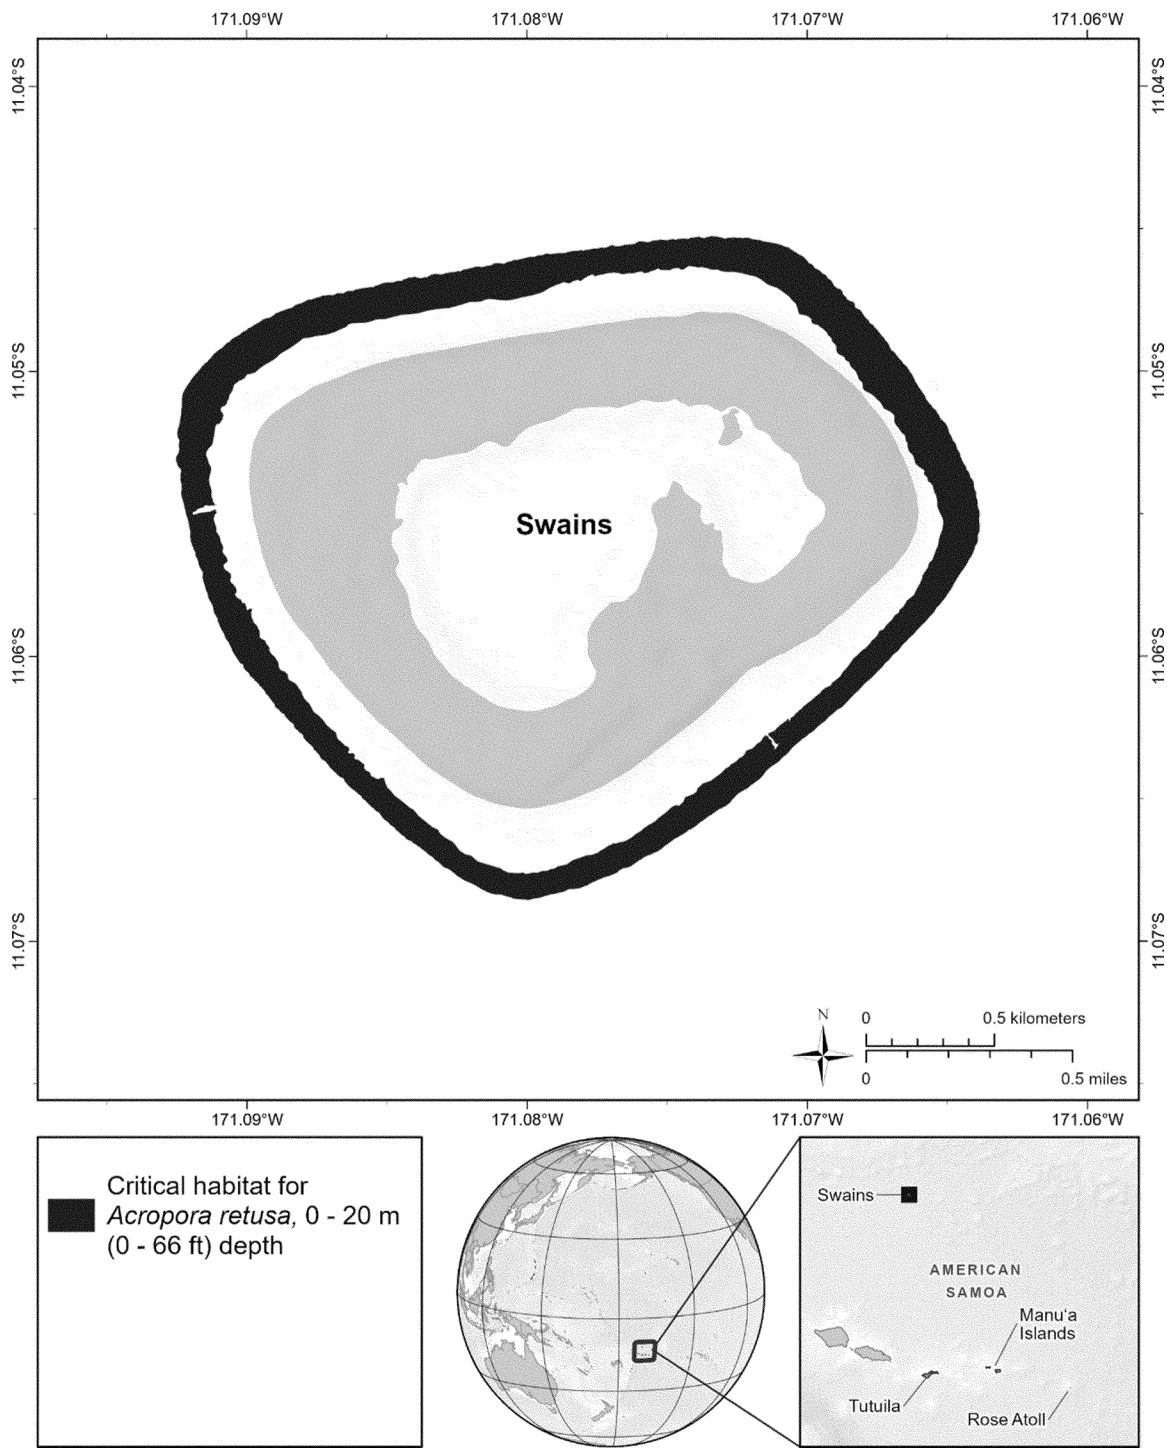 171.09°W 171.08°W 171.07°W 171.06°W
11.04°S 11.04°S
11.05°S 11.05°S
Swains
11.06°S 11.06°S
11.07°S 11.07°S
N
0 0.5 kilometers
0 0.5 miles
171.09°W 171.08°W 171.07°W 171.06°W
Critical habitat for
Acropora retusa, 0 - 20 m
(0 - 66 ft) depth
Swains
AMERICAN
SAMOA
Manuʻa
Islands
Tutuila
Rose Atoll